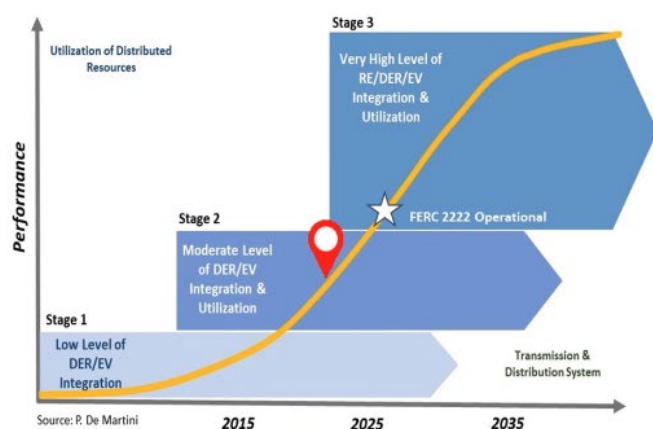 Stage 3
Utilization of Distributed
Resources
Very High Level of
RE/DER/EV
Integration &
Utilization
Performance
Stage 2
FERC 2222 Operational
Moderate Level
of DER/EV
Integration &
Utilization
Stage 1
Low Level of
DER/EV
Integration
Transmission &
Distribution System
Source: P. De Martini
2015
2025
2035